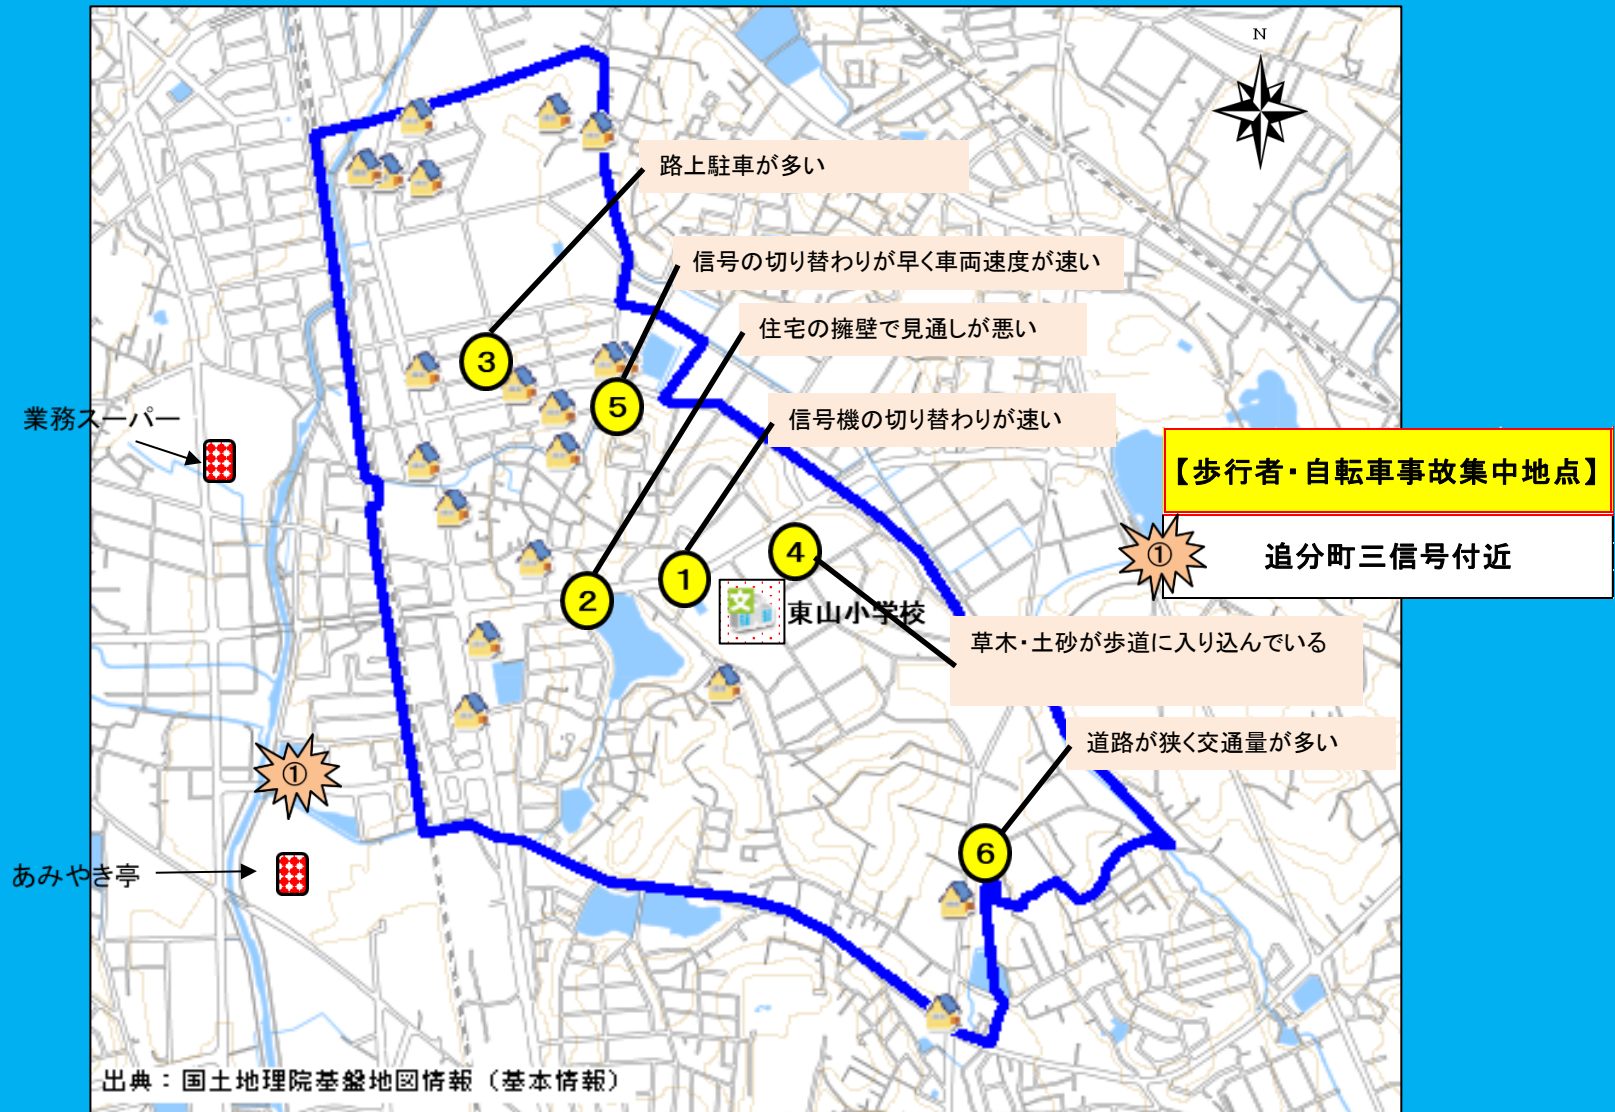 N
路上駐車が多い
信号の切り替わりが早く車両速度が速い
住宅の擁壁で見通しが悪い
3
5
信号機の切り替わりが速い
業務スーパー
【歩行者・自転車事故集中地点】
① 追分町三信号付近
4
1
2
文
東山小学校
草木・土砂が歩道に入り込んでいる
道路が狭く交通量が多い
①
6
あみやき亭
出典：国土地理院基盤地図情報（基本情報）